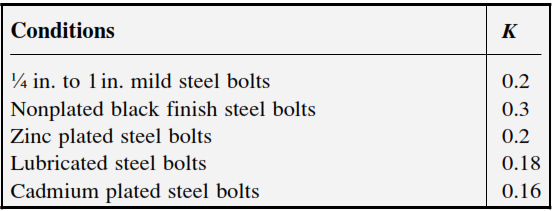 Conditions K
¼ in. to 1 in. mild steel bolts 0.2
Nonplated black finish steel bolts 0.3
Zinc plated steel bolts 0.2
Lubricated steel bolts 0.18
Cadmium plated steel bolts 0.16